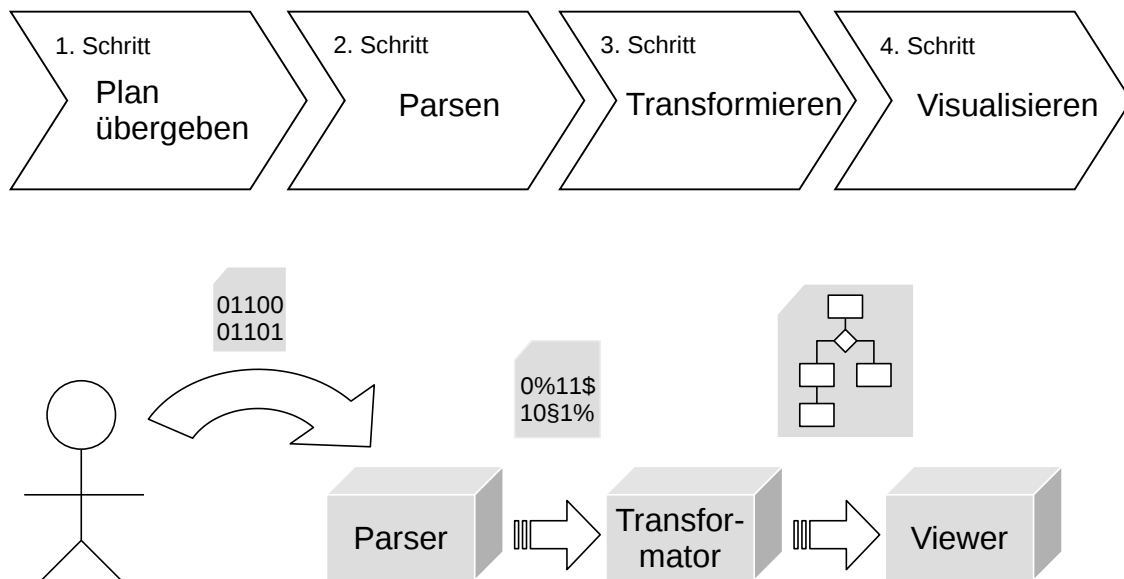 1. Schritt
Plan
übergeben
2. Schritt
Parsen
3. Schritt
Transformieren
4. Schritt
Visualisieren
01100
01101
0%11$
10§1%
Parser
Transfor-
mator
Viewer